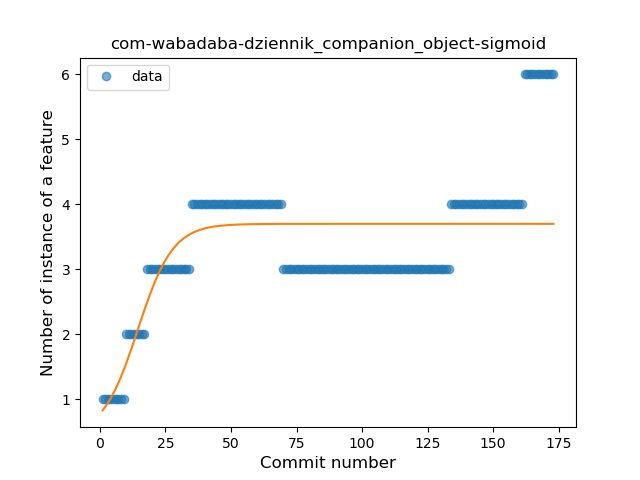 com-wabadaba-dziennik_companion_object-sigmoid
data
Number of instance of a feature
6
5
4
3
2
1
0 25 50 75 100 125 150 175
Commit number